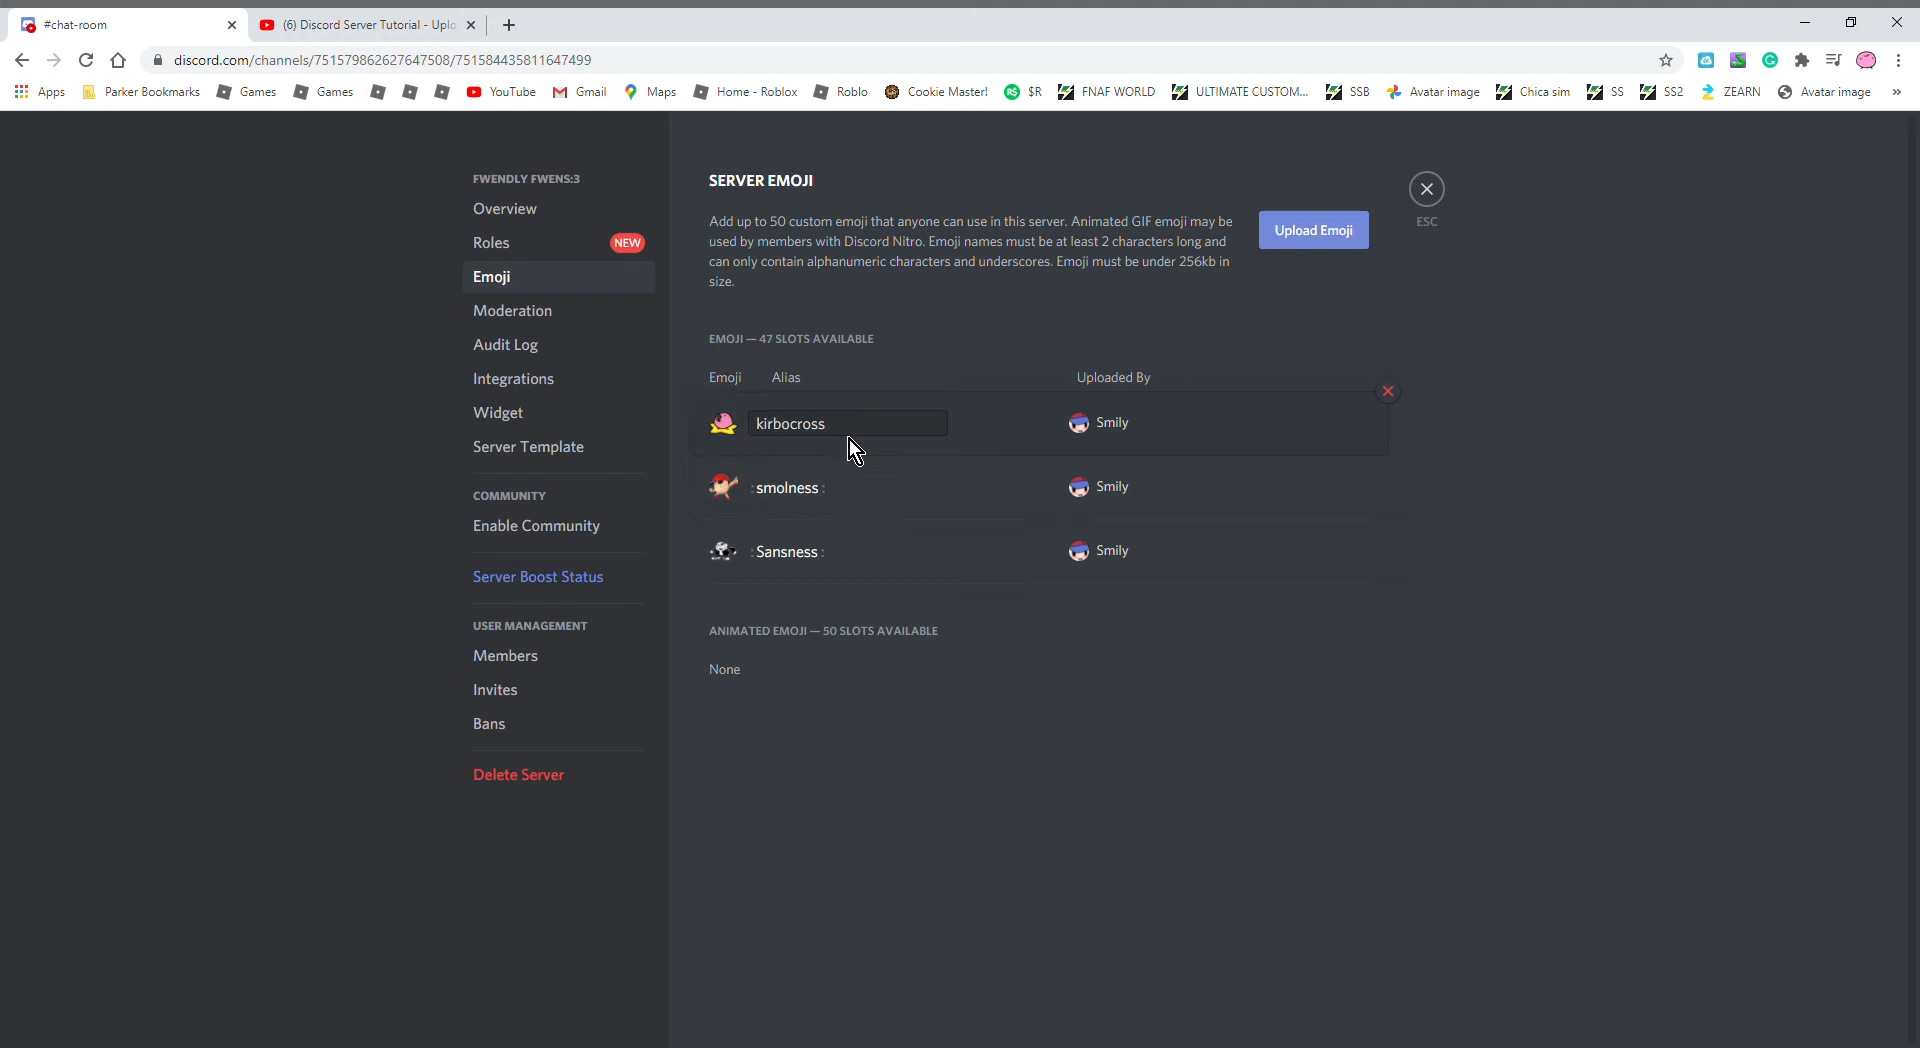 #chat-room
(6) Discord Server Tutorial - Uplo
discord.com/channels/751579862627647508/751584435811647499
Apps Parker Bookmarks Games Games YouTube Gmail Maps Home - Roblox Roblo Cookie Master! $R FNAF WORLD ULTIMATE CUSTOM... SSB Avatar image Chica sim SS SS2 ZEARN Avatar image »
FWENDLY FWENS:3
Overview
Roles NEW
Emoji
Moderation
Audit Log
Integrations
Widget
Server Template
COMMUNITY
Enable Community
Server Boost Status
USER MANAGEMENT
Members
Invites
Bans
Delete Server
SERVER EMOJI
Add up to 50 custom emoji that anyone can use in this server. Animated GIF emoji may be
used by members with Discord Nitro. Emoji names must be at least 2 characters long and
can only contain alphanumeric characters and underscores. Emoji must be under 256kb in
size.
Upload Emoji
ESC
EMOJI — 47 SLOTS AVAILABLE
Emoji Alias Uploaded By
kirbocross Smily
:smolness: Smily
:Sansness: Smily
ANIMATED EMOJI — 50 SLOTS AVAILABLE
None